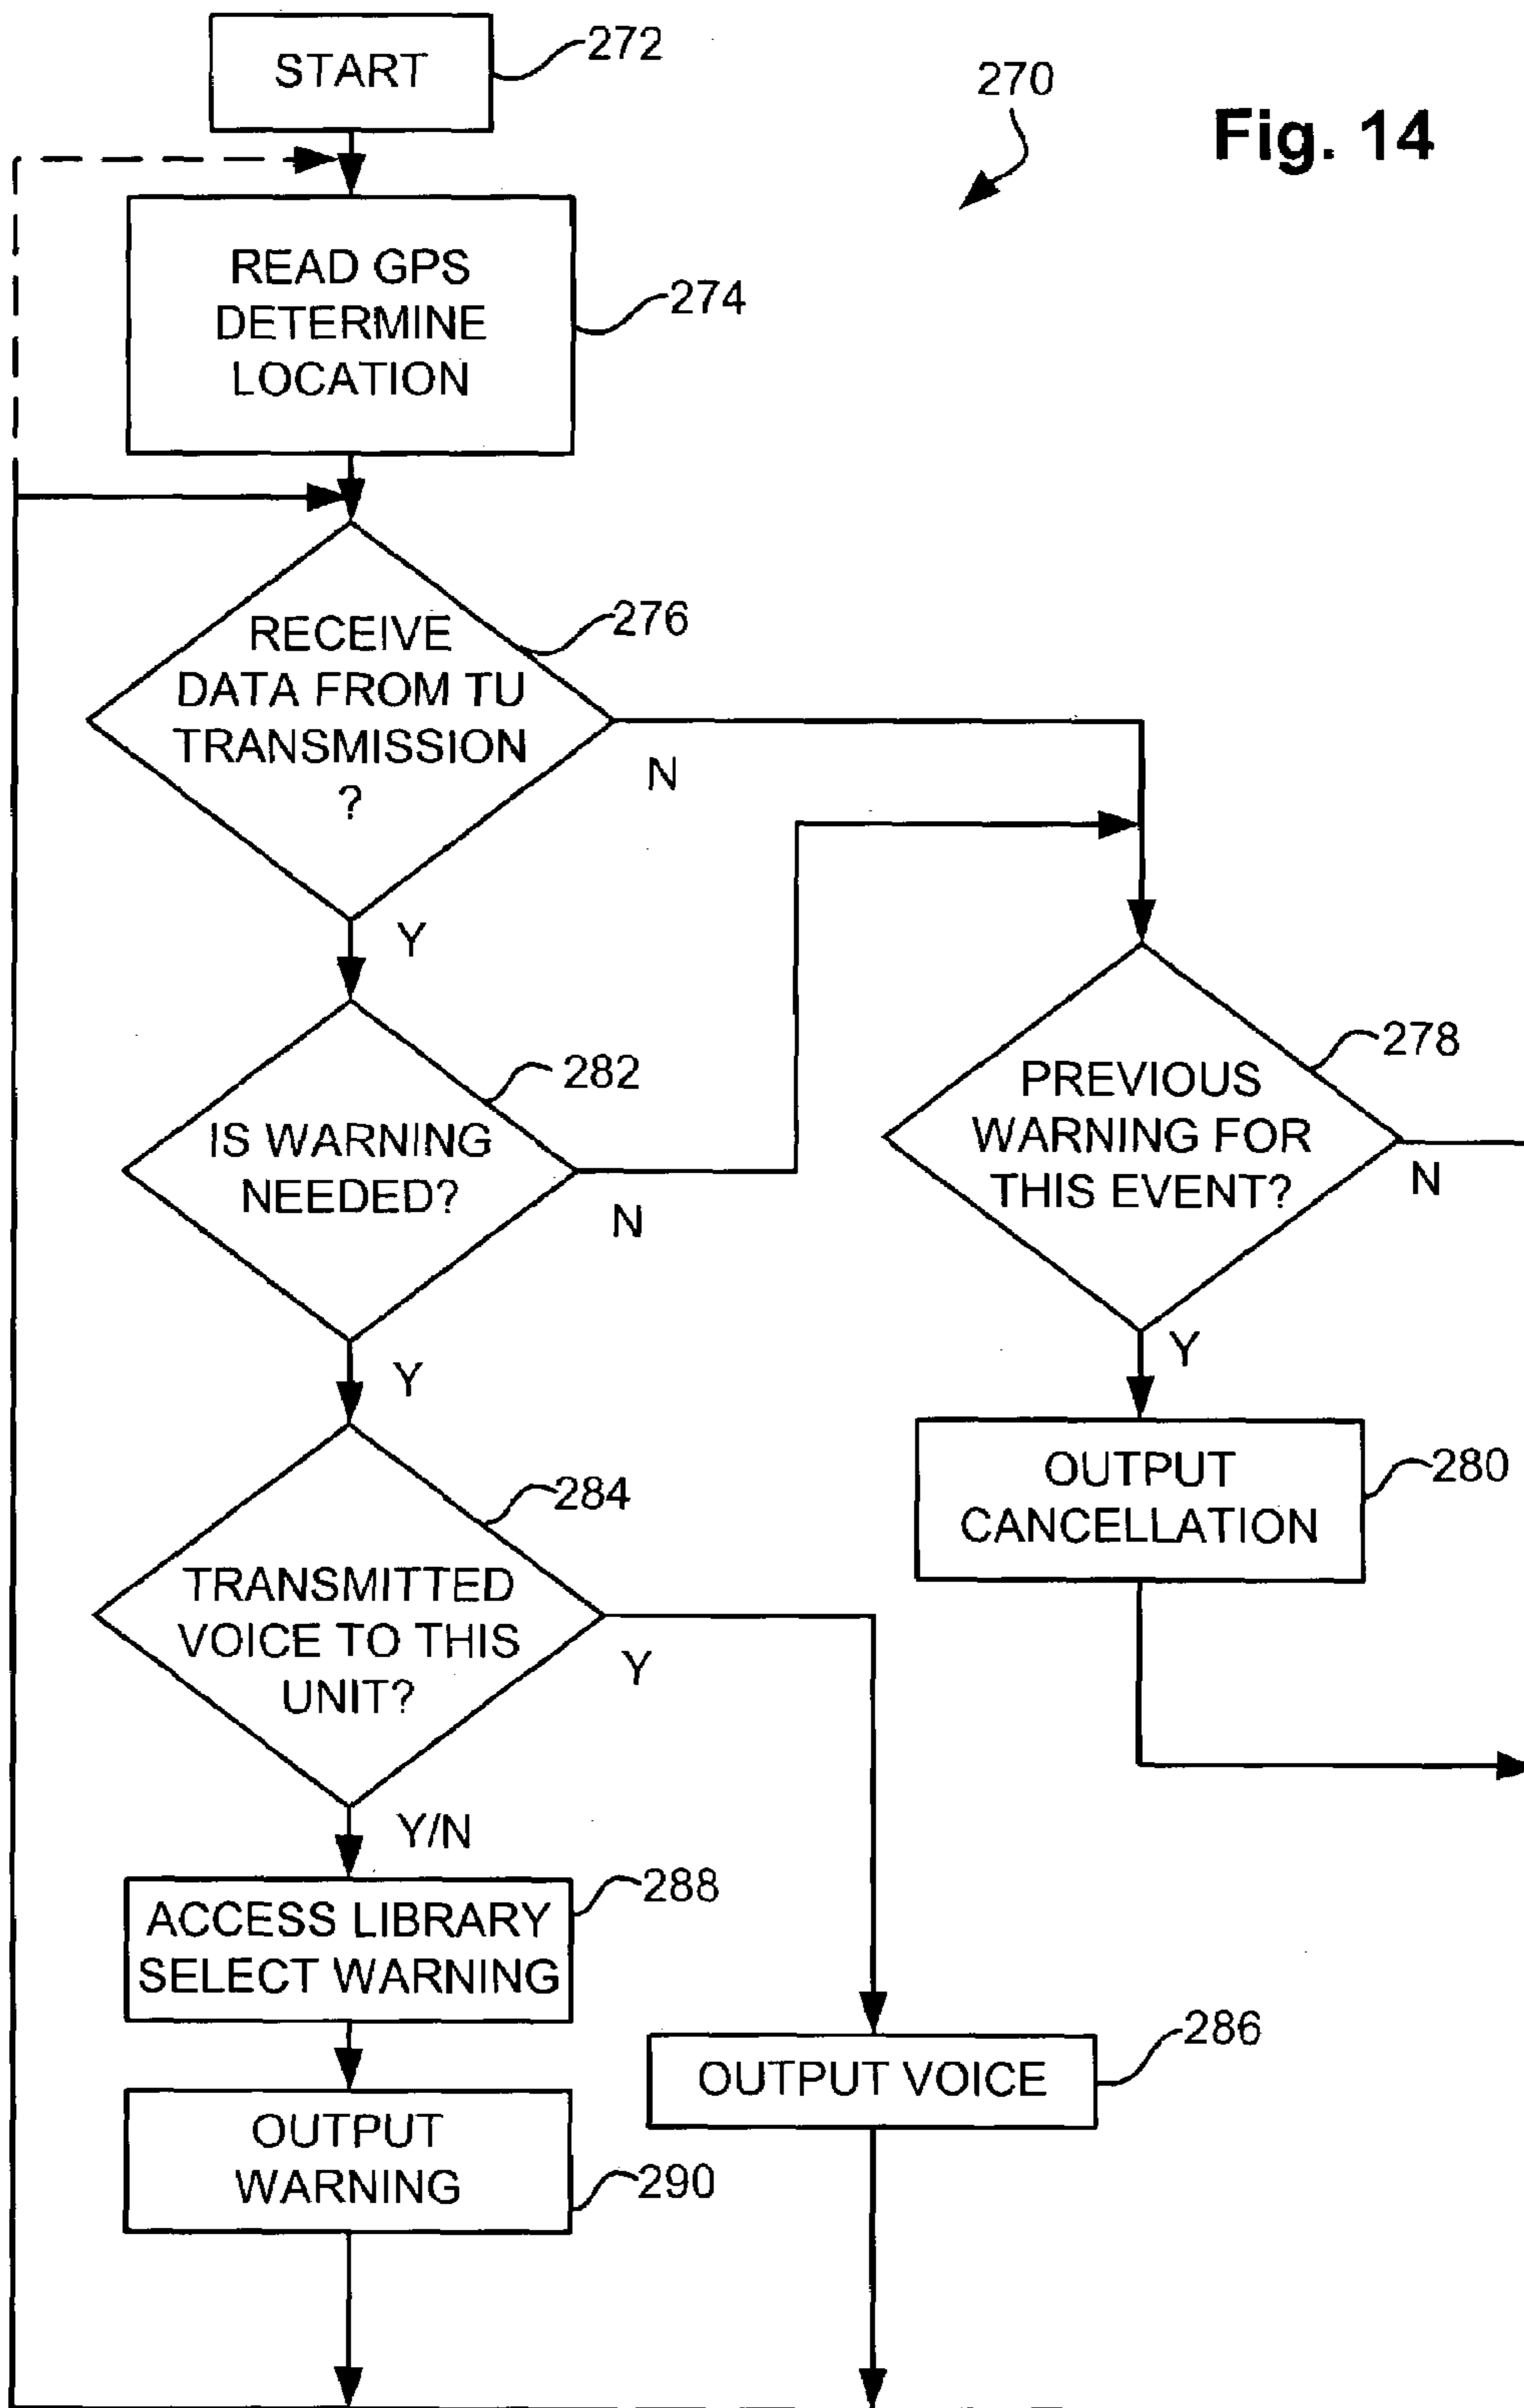 START
272
270
Fig. 14
READ GPS
DETERMINE
LOCATION
274
RECEIVE
DATA FROM TU
TRANSMISSION
?
276
N
Y
IS WARNING
NEEDED?
282
N
Y
PREVIOUS
WARNING FOR
THIS EVENT?
278
N
Y
OUTPUT
CANCELLATION
280
TRANSMITTED
VOICE TO THIS
UNIT?
284
Y
Y/N
ACCESS LIBRARY
SELECT WARNING
288
OUTPUT VOICE
286
OUTPUT
WARNING
290